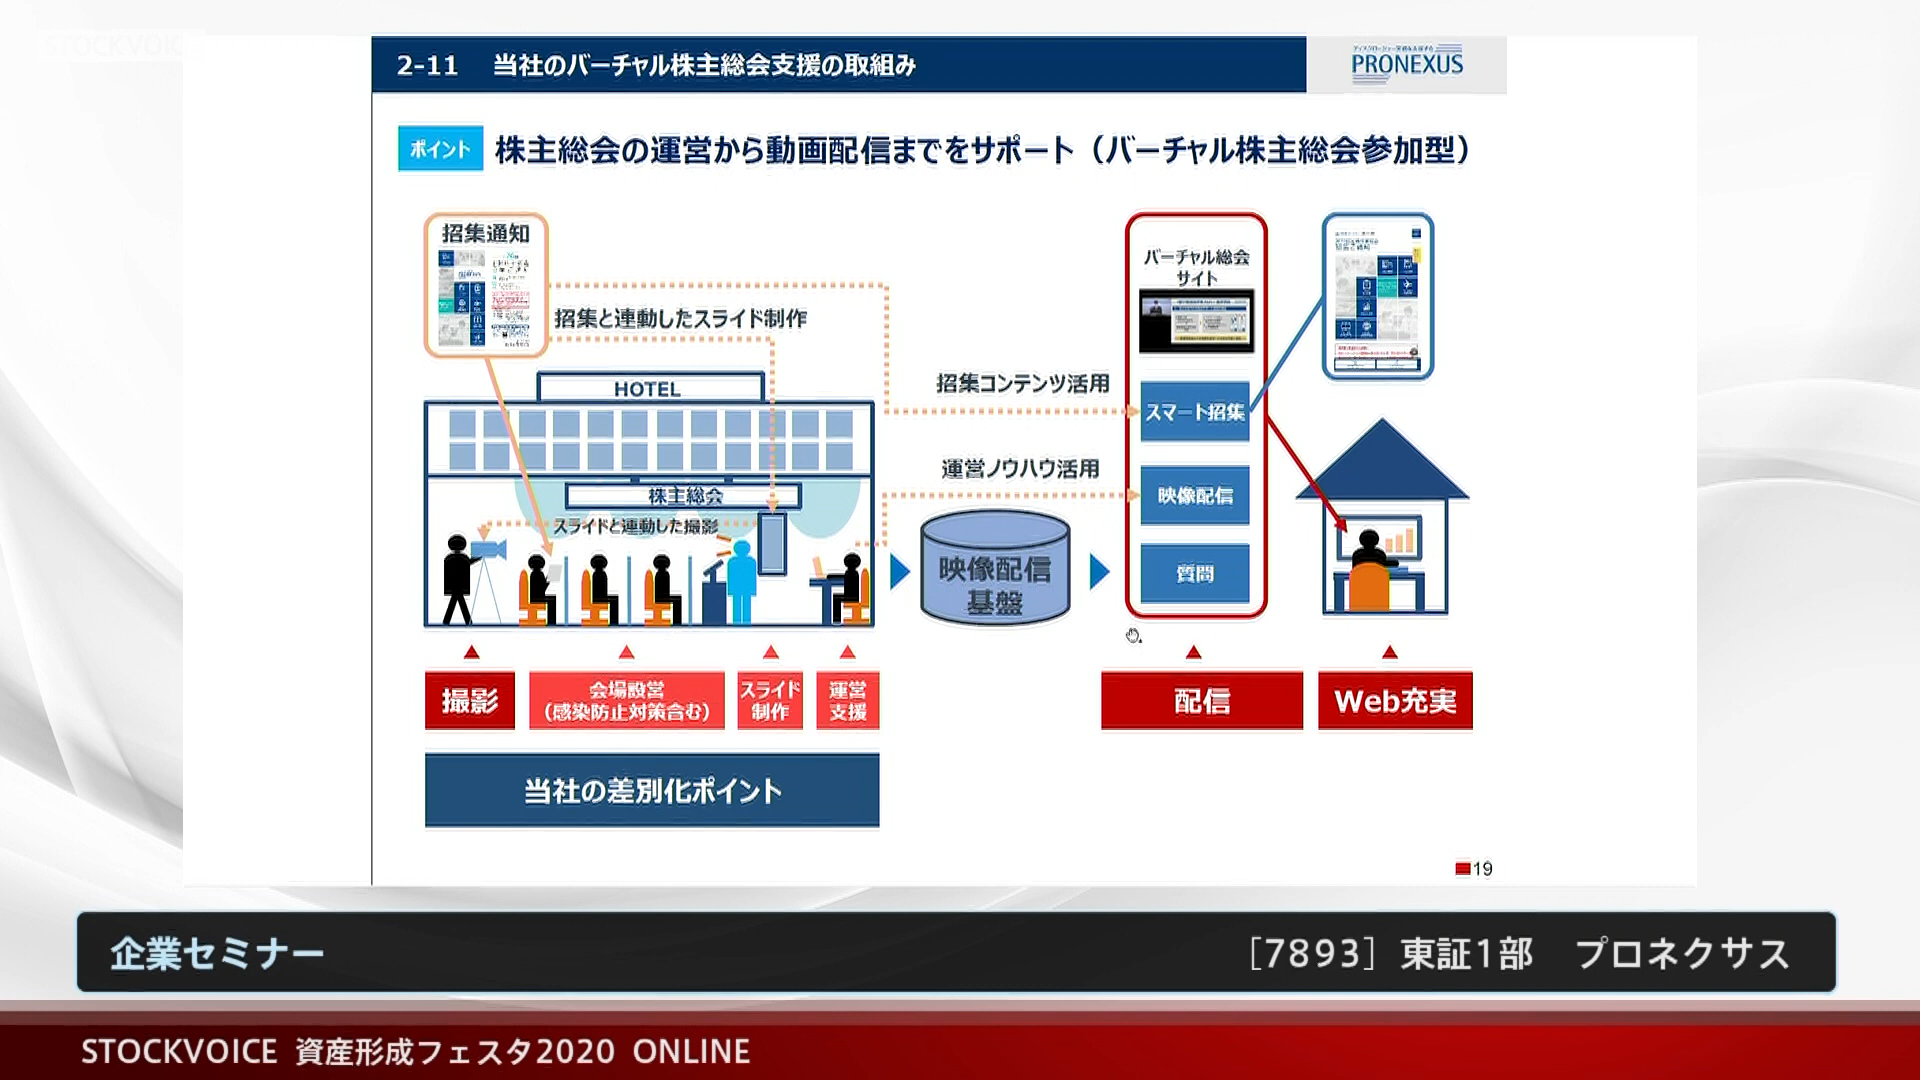 STOCKVOICE
2-11 当社のバーチャル株主総会支援の取組み
PRONEXUS
ポイント 株主総会の運営から動画配信までをサポート（バーチャル株主総会参加型）
招集通知
招集と連動したスライド制作
HOTEL
株主総会
スライドと連動した撮影
招集コンテンツ活用
運営ノウハウ活用
映像配信
基盤
バーチャル総会
サイト
スマート招集
映像配信
質問
撮影
会場設営
（感染防止対策含む）
スライド
制作
運営
支援
配信
Web充実
当社の差別化ポイント
19
企業セミナー
［7893］東証1部　プロネクサス
STOCKVOICE 資産形成フェスタ2020 ONLINE